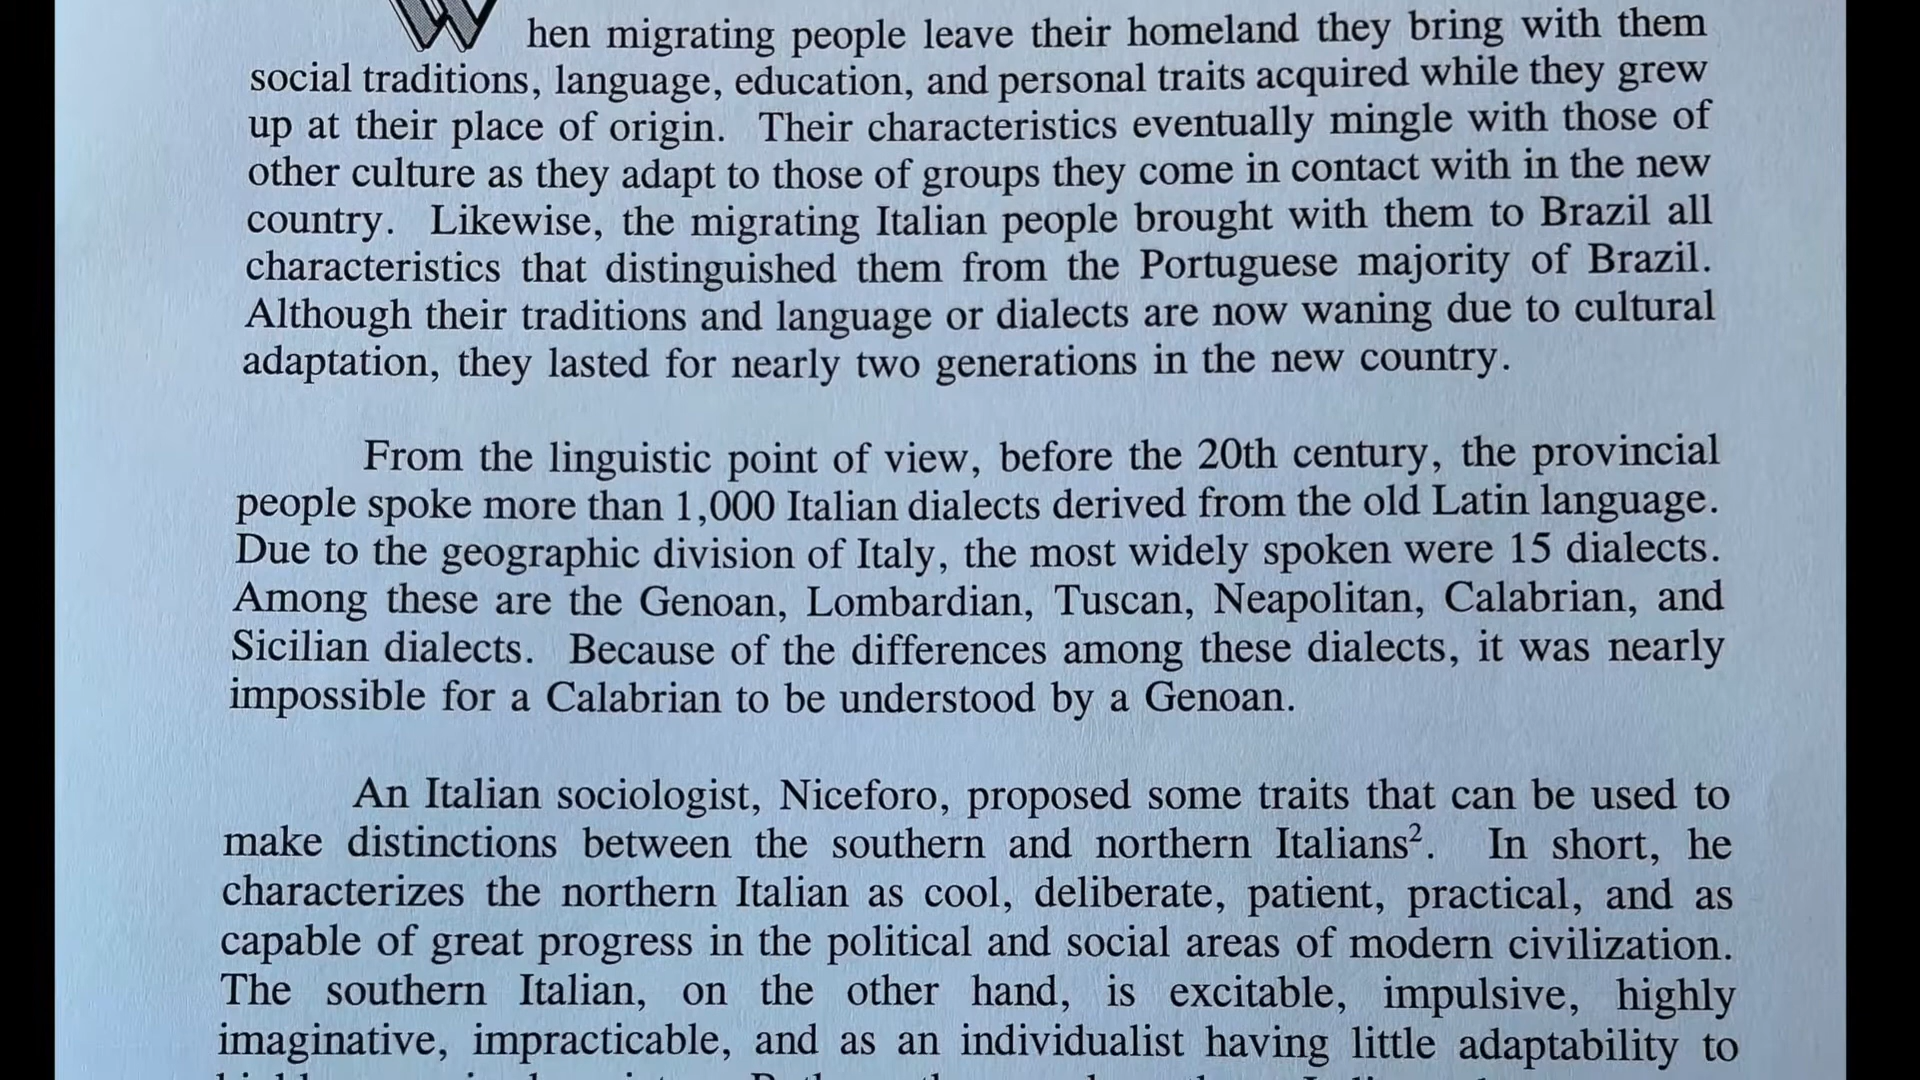 When migrating people leave their homeland they bring with them
social traditions, language, education, and personal traits acquired while they grew
up at their place of origin. Their characteristics eventually mingle with those of
other culture as they adapt to those of groups they come in contact with in the new
country. Likewise, the migrating Italian people brought with them to Brazil all
characteristics that distinguished them from the Portuguese majority of Brazil.
Although their traditions and language or dialects are now waning due to cultural
adaptation, they lasted for nearly two generations in the new country.
From the linguistic point of view, before the 20th century, the provincial
people spoke more than 1,000 Italian dialects derived from the old Latin language.
Due to the geographic division of Italy, the most widely spoken were 15 dialects.
Among these are the Genoan, Lombardian, Tuscan, Neapolitan, Calabrian, and
Sicilian dialects. Because of the differences among these dialects, it was nearly
impossible for a Calabrian to be understood by a Genoan.
An Italian sociologist, Niceforo, proposed some traits that can be used to
make distinctions between the southern and northern Italians². In short, he
characterizes the northern Italian as cool, deliberate, patient, practical, and as
capable of great progress in the political and social areas of modern civilization.
The southern Italian, on the other hand, is excitable, impulsive, highly
imaginative, impracticable, and as an individualist having little adaptability to